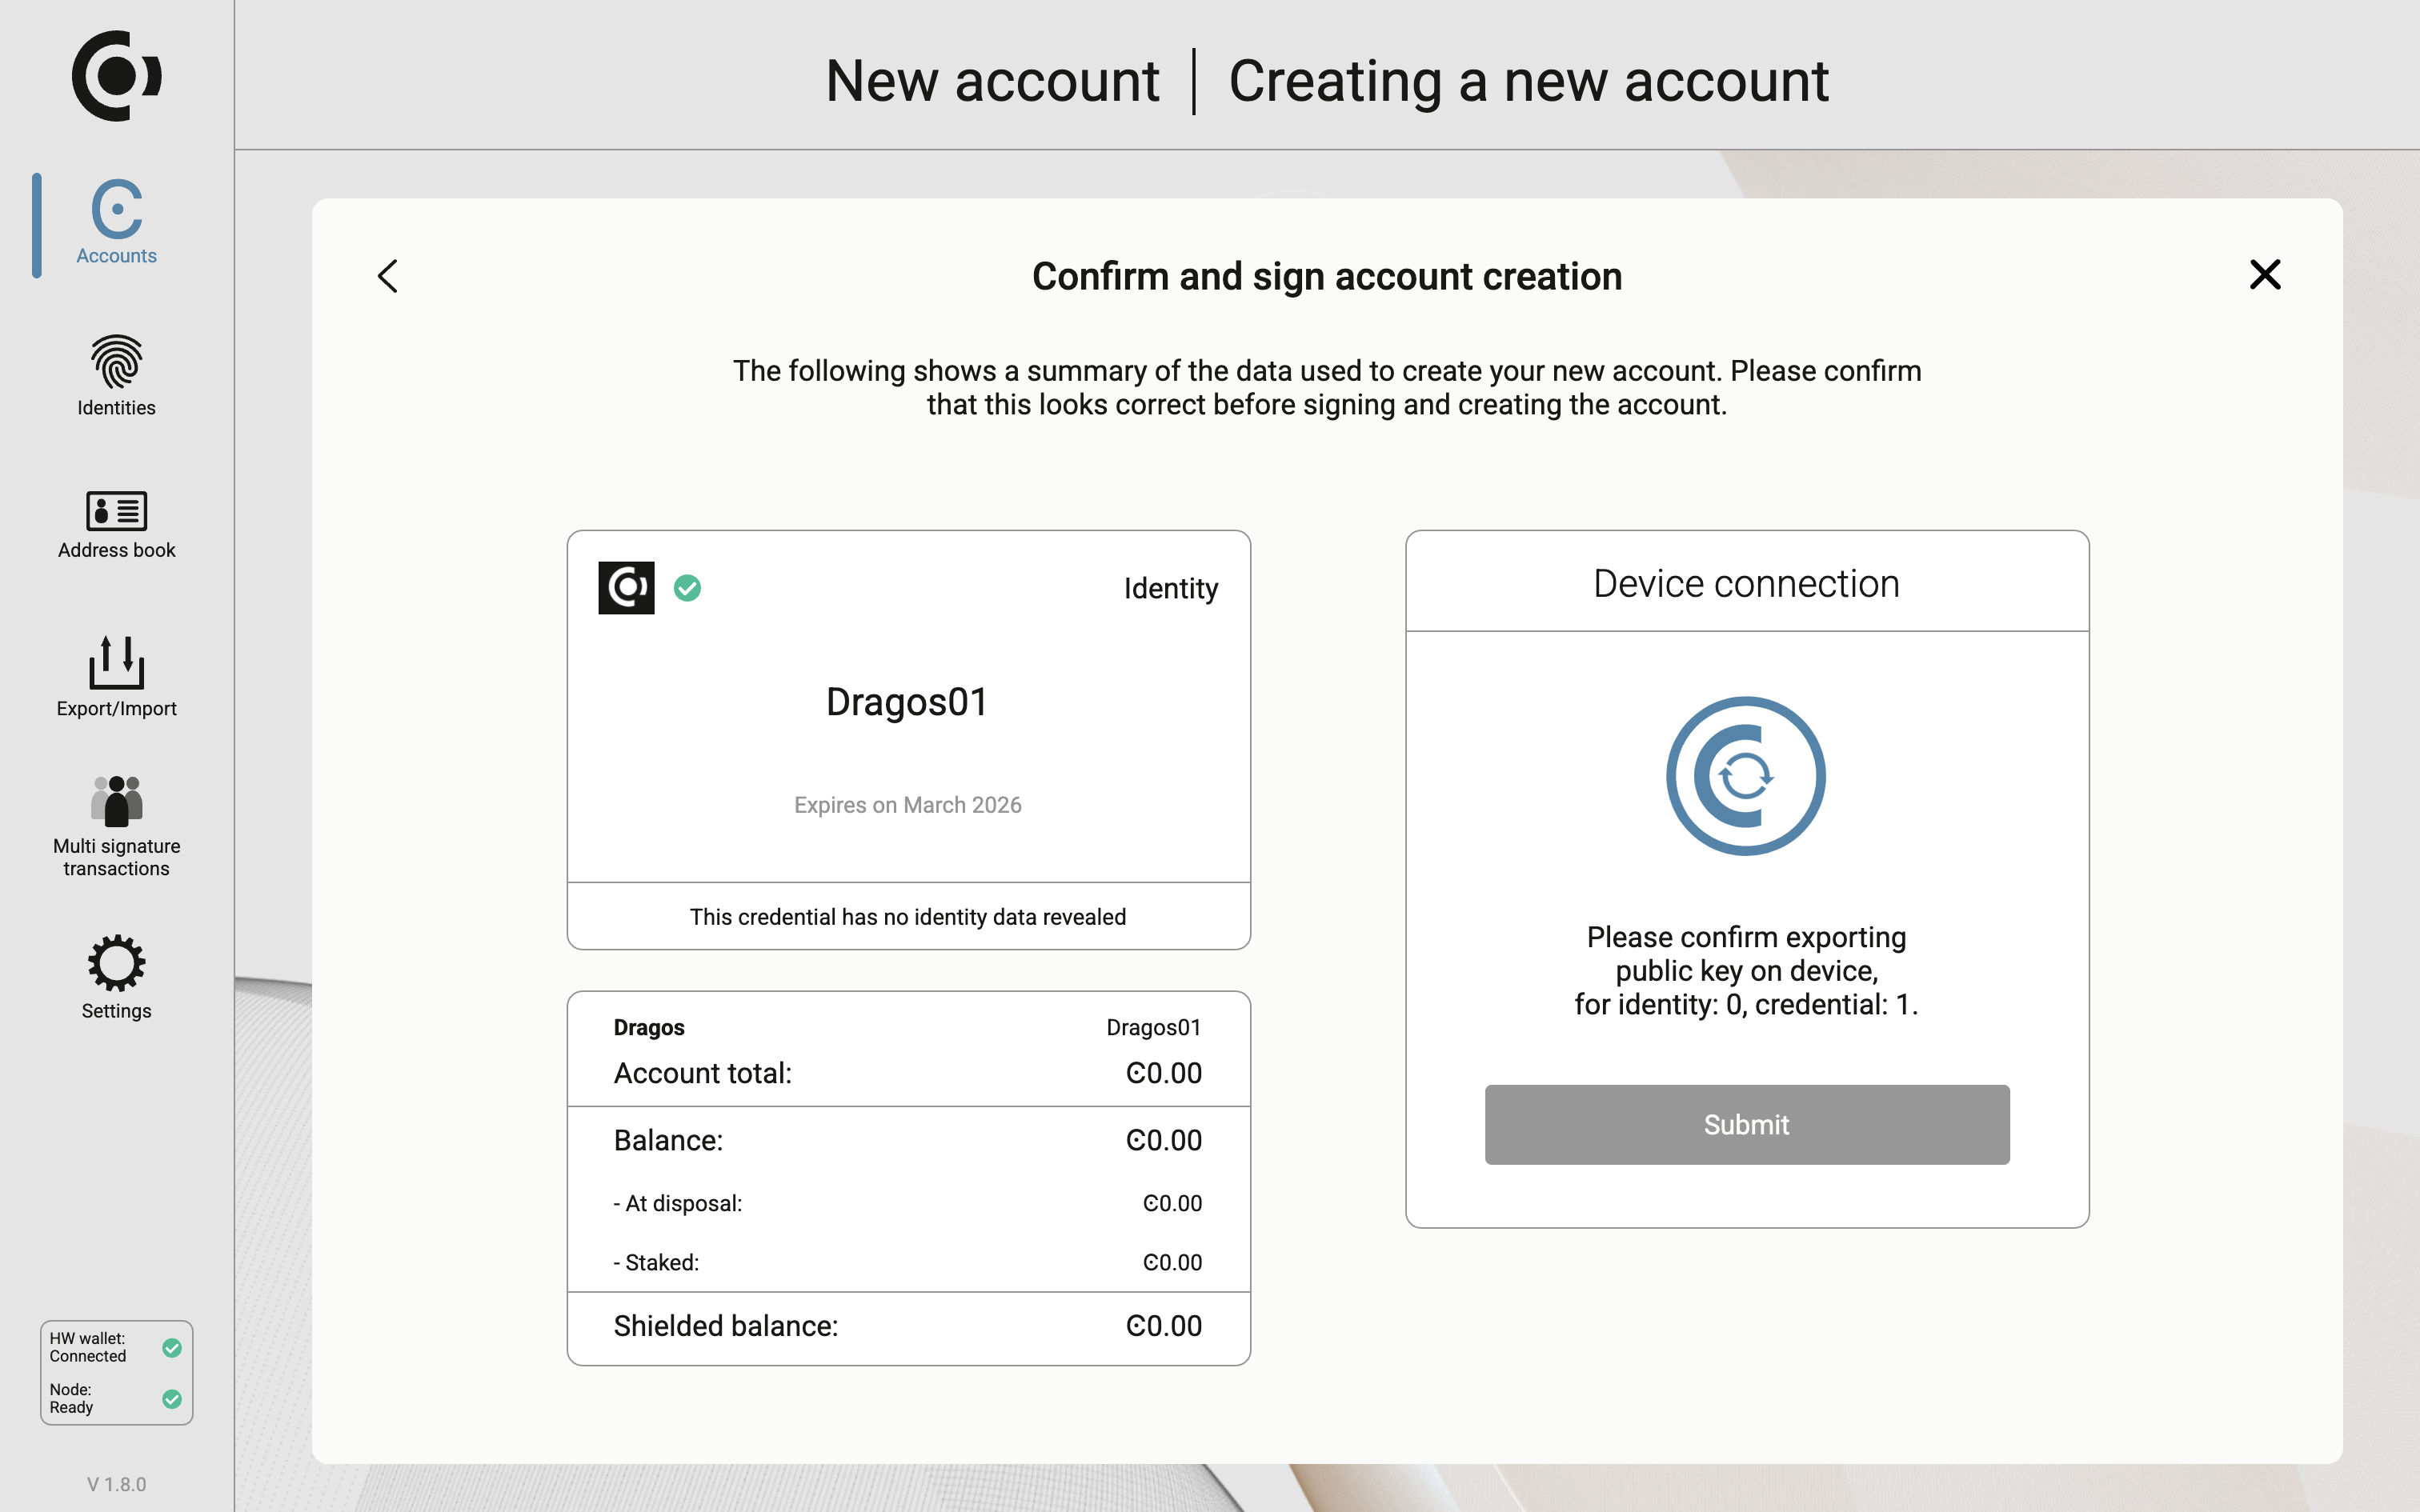 New account | Creating a new account
Accounts
Identities
Address book
Export/Import
Multi signature
transactions
Settings
HW wallet:
Connected
Node:
Ready
V 1.8.0
Confirm and sign account creation
The following shows a summary of the data used to create your new account. Please confirm
that this looks correct before signing and creating the account.
Identity
Dragos01
Expires on March 2026
This credential has no identity data revealed
Dragos Dragos01
Account total: Ͼ0.00
Balance: Ͼ0.00
- At disposal: Ͼ0.00
- Staked: Ͼ0.00
Shielded balance: Ͼ0.00
Device connection
Please confirm exporting
public key on device,
for identity: 0, credential: 1.
Submit